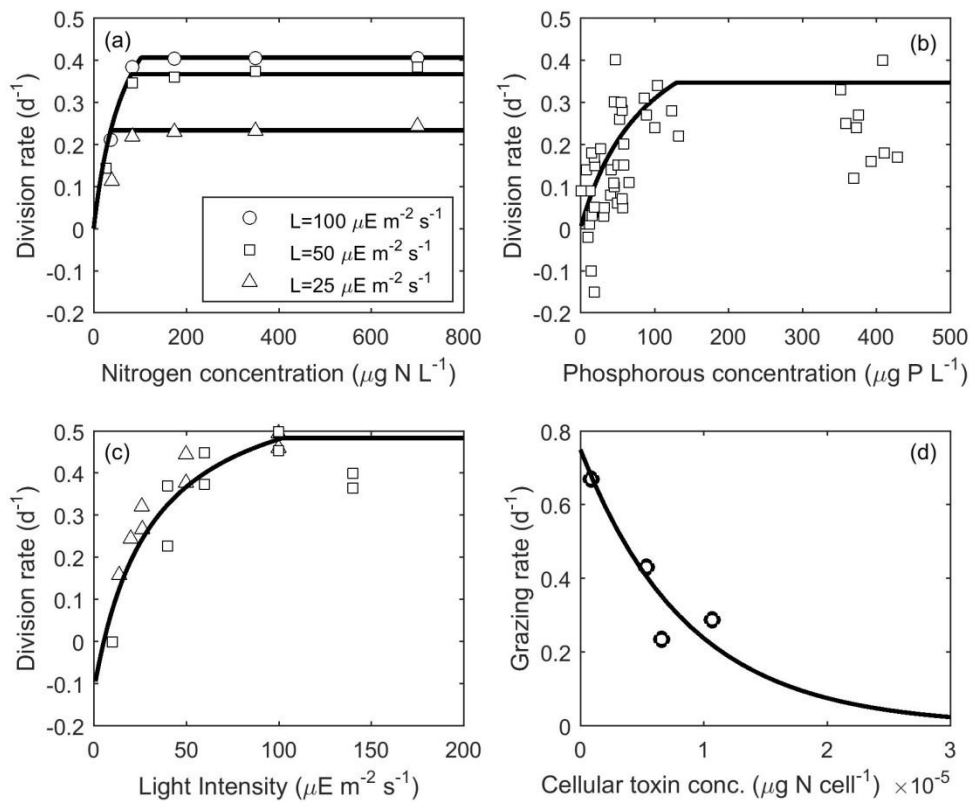 (a)
Division rate (d⁻¹)
0.5
0.4
0.3
0.2
0.1
0
-0.1
-0.2
0 200 400 600 800
Nitrogen concentration (μg N L⁻¹)
L=100 μE m⁻² s⁻¹
L=50 μE m⁻² s⁻¹
L=25 μE m⁻² s⁻¹
(b)
Division rate (d⁻¹)
0.5
0.4
0.3
0.2
0.1
0
-0.1
-0.2
0 100 200 300 400 500
Phosphorous concentration (μg P L⁻¹)
(c)
Division rate (d⁻¹)
0.5
0.4
0.3
0.2
0.1
0
-0.1
-0.2
0 50 100 150 200
Light Intensity (μE m⁻² s⁻¹)
(d)
Grazing rate (d⁻¹)
0.8
0.6
0.4
0.2
0
0 1 2 3
Cellular toxin conc. (μg N cell⁻¹) ×10⁻⁵